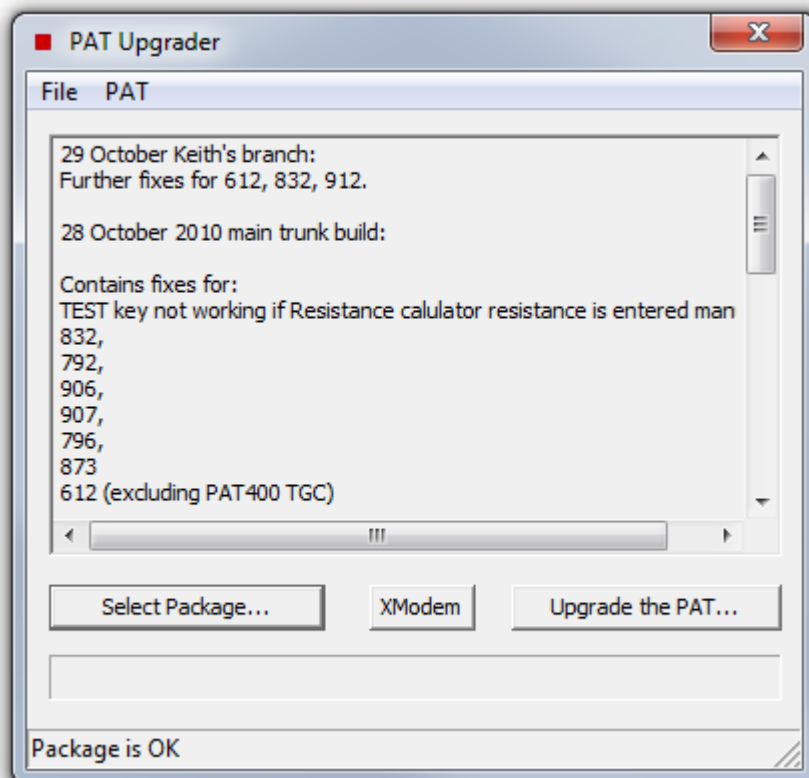 PAT Upgrader
File PAT
29 October Keith's branch:
Further fixes for 612, 832, 912.
28 October 2010 main trunk build:
Contains fixes for:
TEST key not working if Resistance calulator resistance is entered man
832,
792,
906,
907,
796,
873
612 (excluding PAT400 TGC)
Select Package...
XModem
Upgrade the PAT...
Package is OK